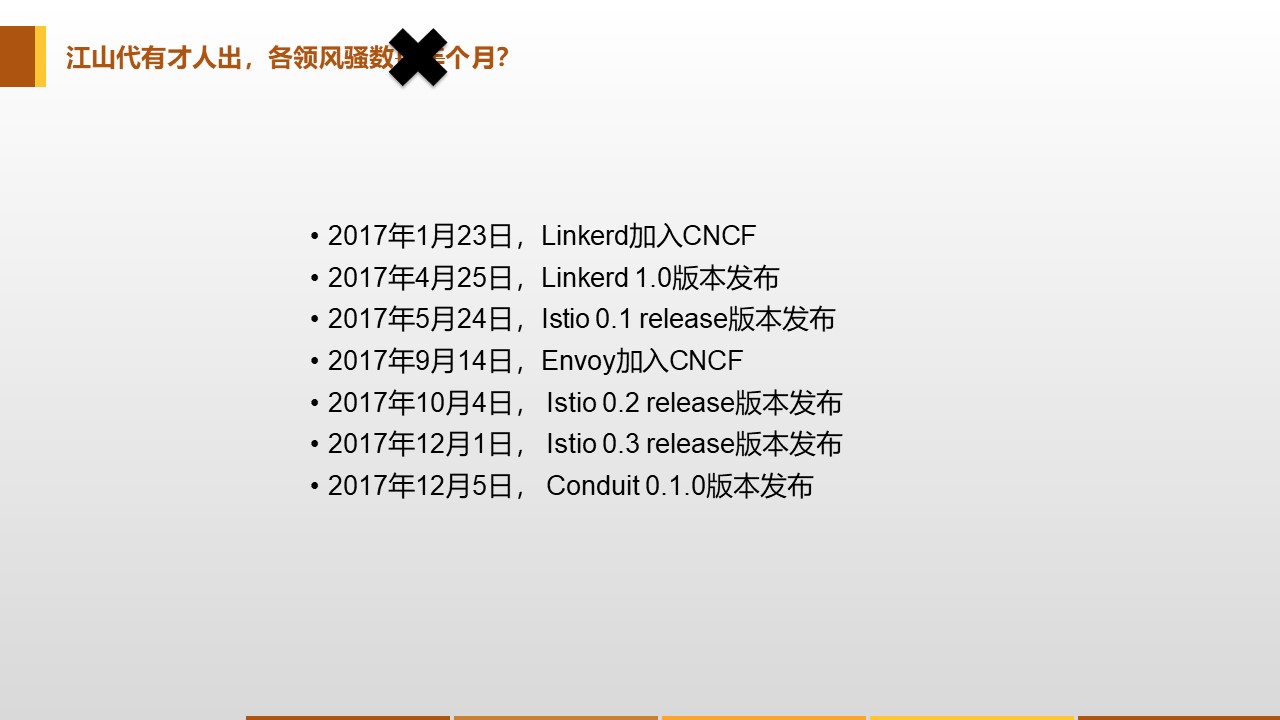 江山代有才人出，各领风骚数个月?
• 2017年1月23日，Linkerd加入CNCF
• 2017年4月25日，Linkerd 1.0版本发布
• 2017年5月24日，Istio 0.1 release版本发布
• 2017年9月14日，Envoy加入CNCF
• 2017年10月4日， Istio 0.2 release版本发布
• 2017年12月1日， Istio 0.3 release版本发布
• 2017年12月5日， Conduit 0.1.0版本发布